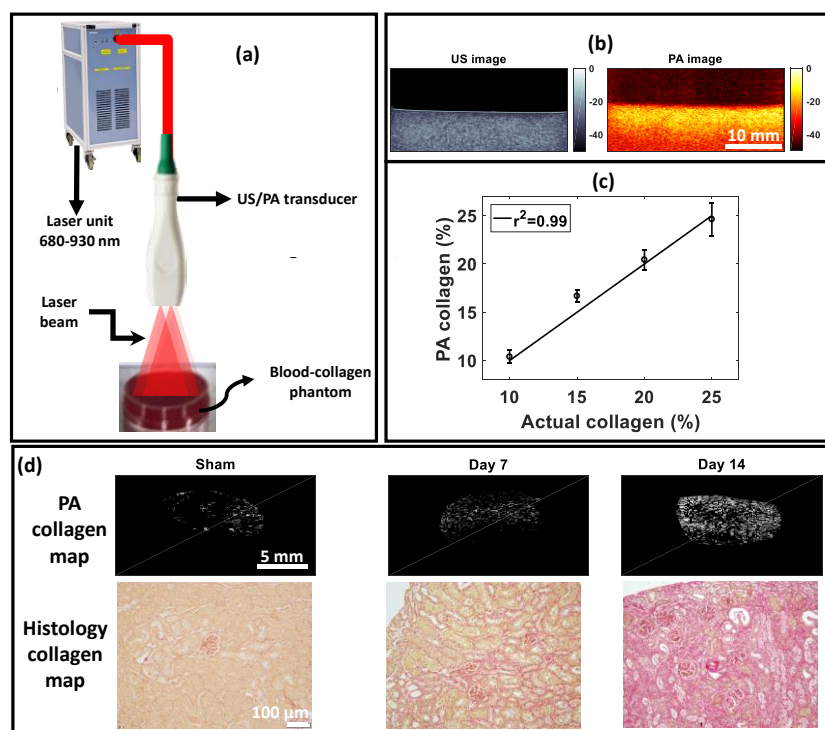 (a)
Laser unit
680-930 nm
US/PA transducer
Laser
beam
Blood-collagen
phantom
(b)
US image
PA image
0
-20
-40
0
-20
-40
10 mm
(c)
r²=0.99
PA collagen (%)
25
20
15
10
10 15 20 25
Actual collagen (%)
(d)
Sham
Day 7
Day 14
PA
collagen
map
5 mm
Histology
collagen
map
100 µm